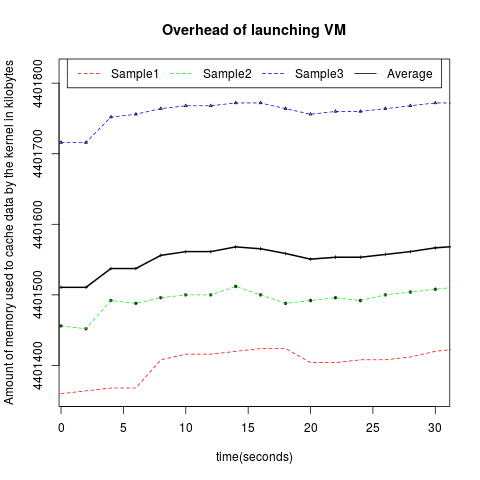 Overhead of launching VM
Sample1 Sample2 Sample3 Average
Amount of memory used to cache data by the kernel in kilobytes
4401800
4401700
4401600
4401500
4401400
0 5 10 15 20 25 30
time(seconds)